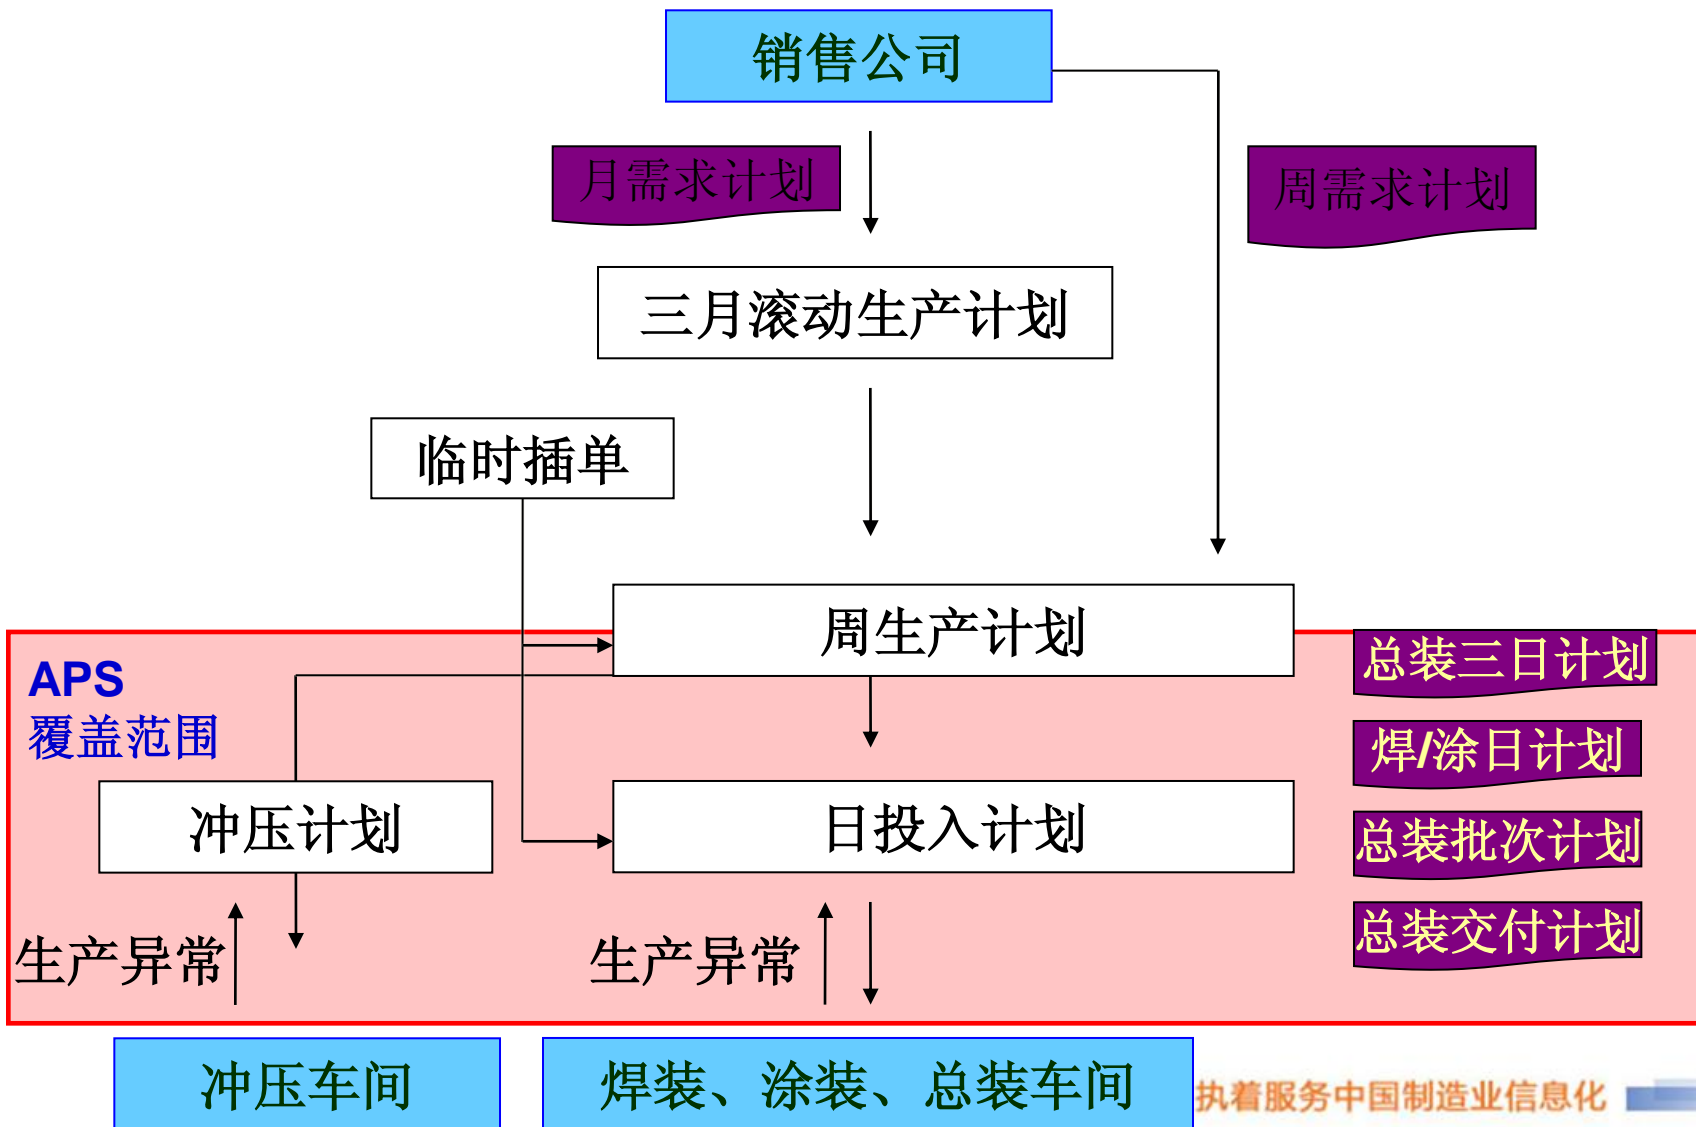 销售公司
月需求计划
周需求计划
三月滚动生产计划
临时插单
周生产计划
总装三日计划
APS
覆盖范围
焊/涂日计划
冲压计划
日投入计划
总装批次计划
生产异常
生产异常
总装交付计划
冲压车间
焊装、涂装、总装车间
执着服务中国制造业信息化